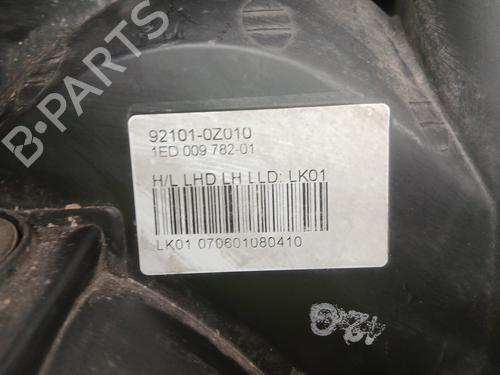 92101-0Z010
1ED 009 782-01
H/L LHD LH LLD: LK01
LK01 070601080410
B-PARTS